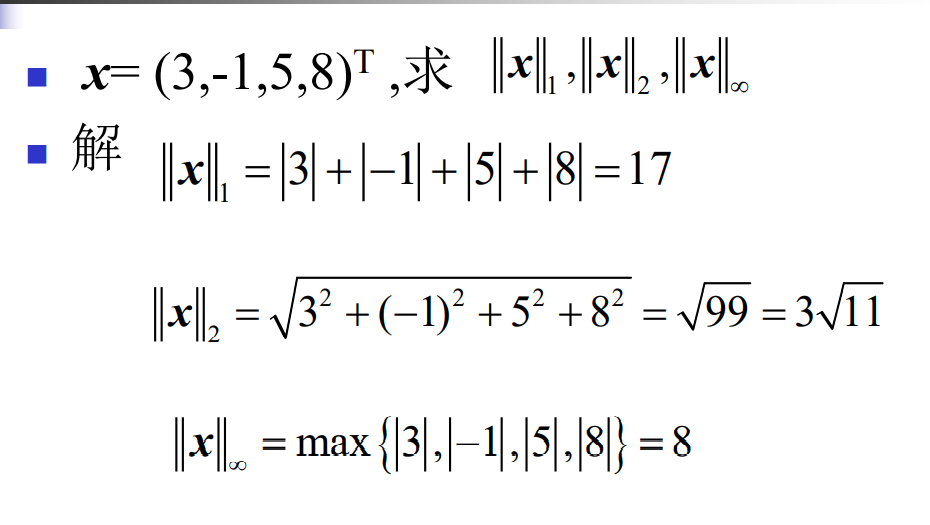 x= (3,-1,5,8)ᵀ ,求 ‖x‖₁,‖x‖₂,‖x‖∞
解
‖x‖₁ = |3| + |−1| + |5| + |8| = 17
‖x‖₂ = √(3² + (−1)² + 5² + 8²) = √99 = 3√11
‖x‖∞ = max{|3|,|−1|,|5|,|8|} = 8